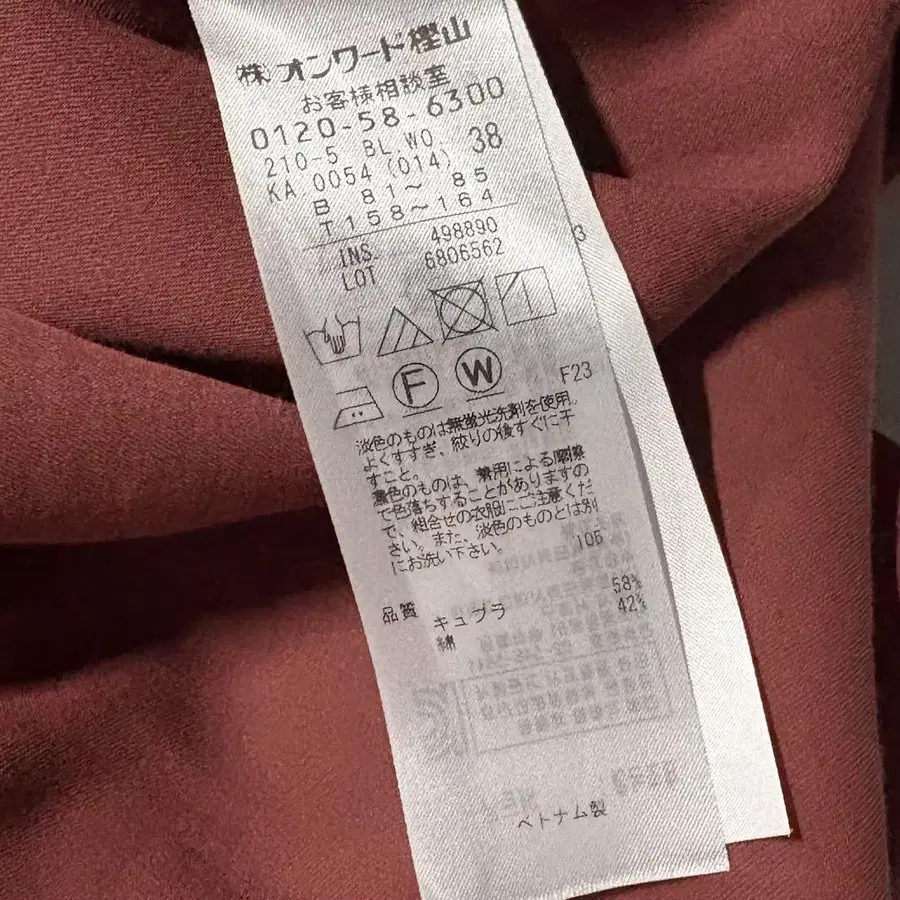 ㈱オンワード樫山
お客様相談室
0120-58-6300
210-5 BL WO 38
KA 0054 (014)
B 81～85
T158～164
INS. 498890
LOT 6806562
3
F W
F23
淡色のものは無蛍光洗剤を使用。
よくすすぎ、絞りの後すぐに干
すこと。
濃色のものは、着用による摩擦
で色落ちすることがありますの
で、組合せの衣服にご注意くだ
さい。また、淡色のものとは別
にお洗い下さい。 105
品質 キュプラ 58%
綿 42%
ベトナム製